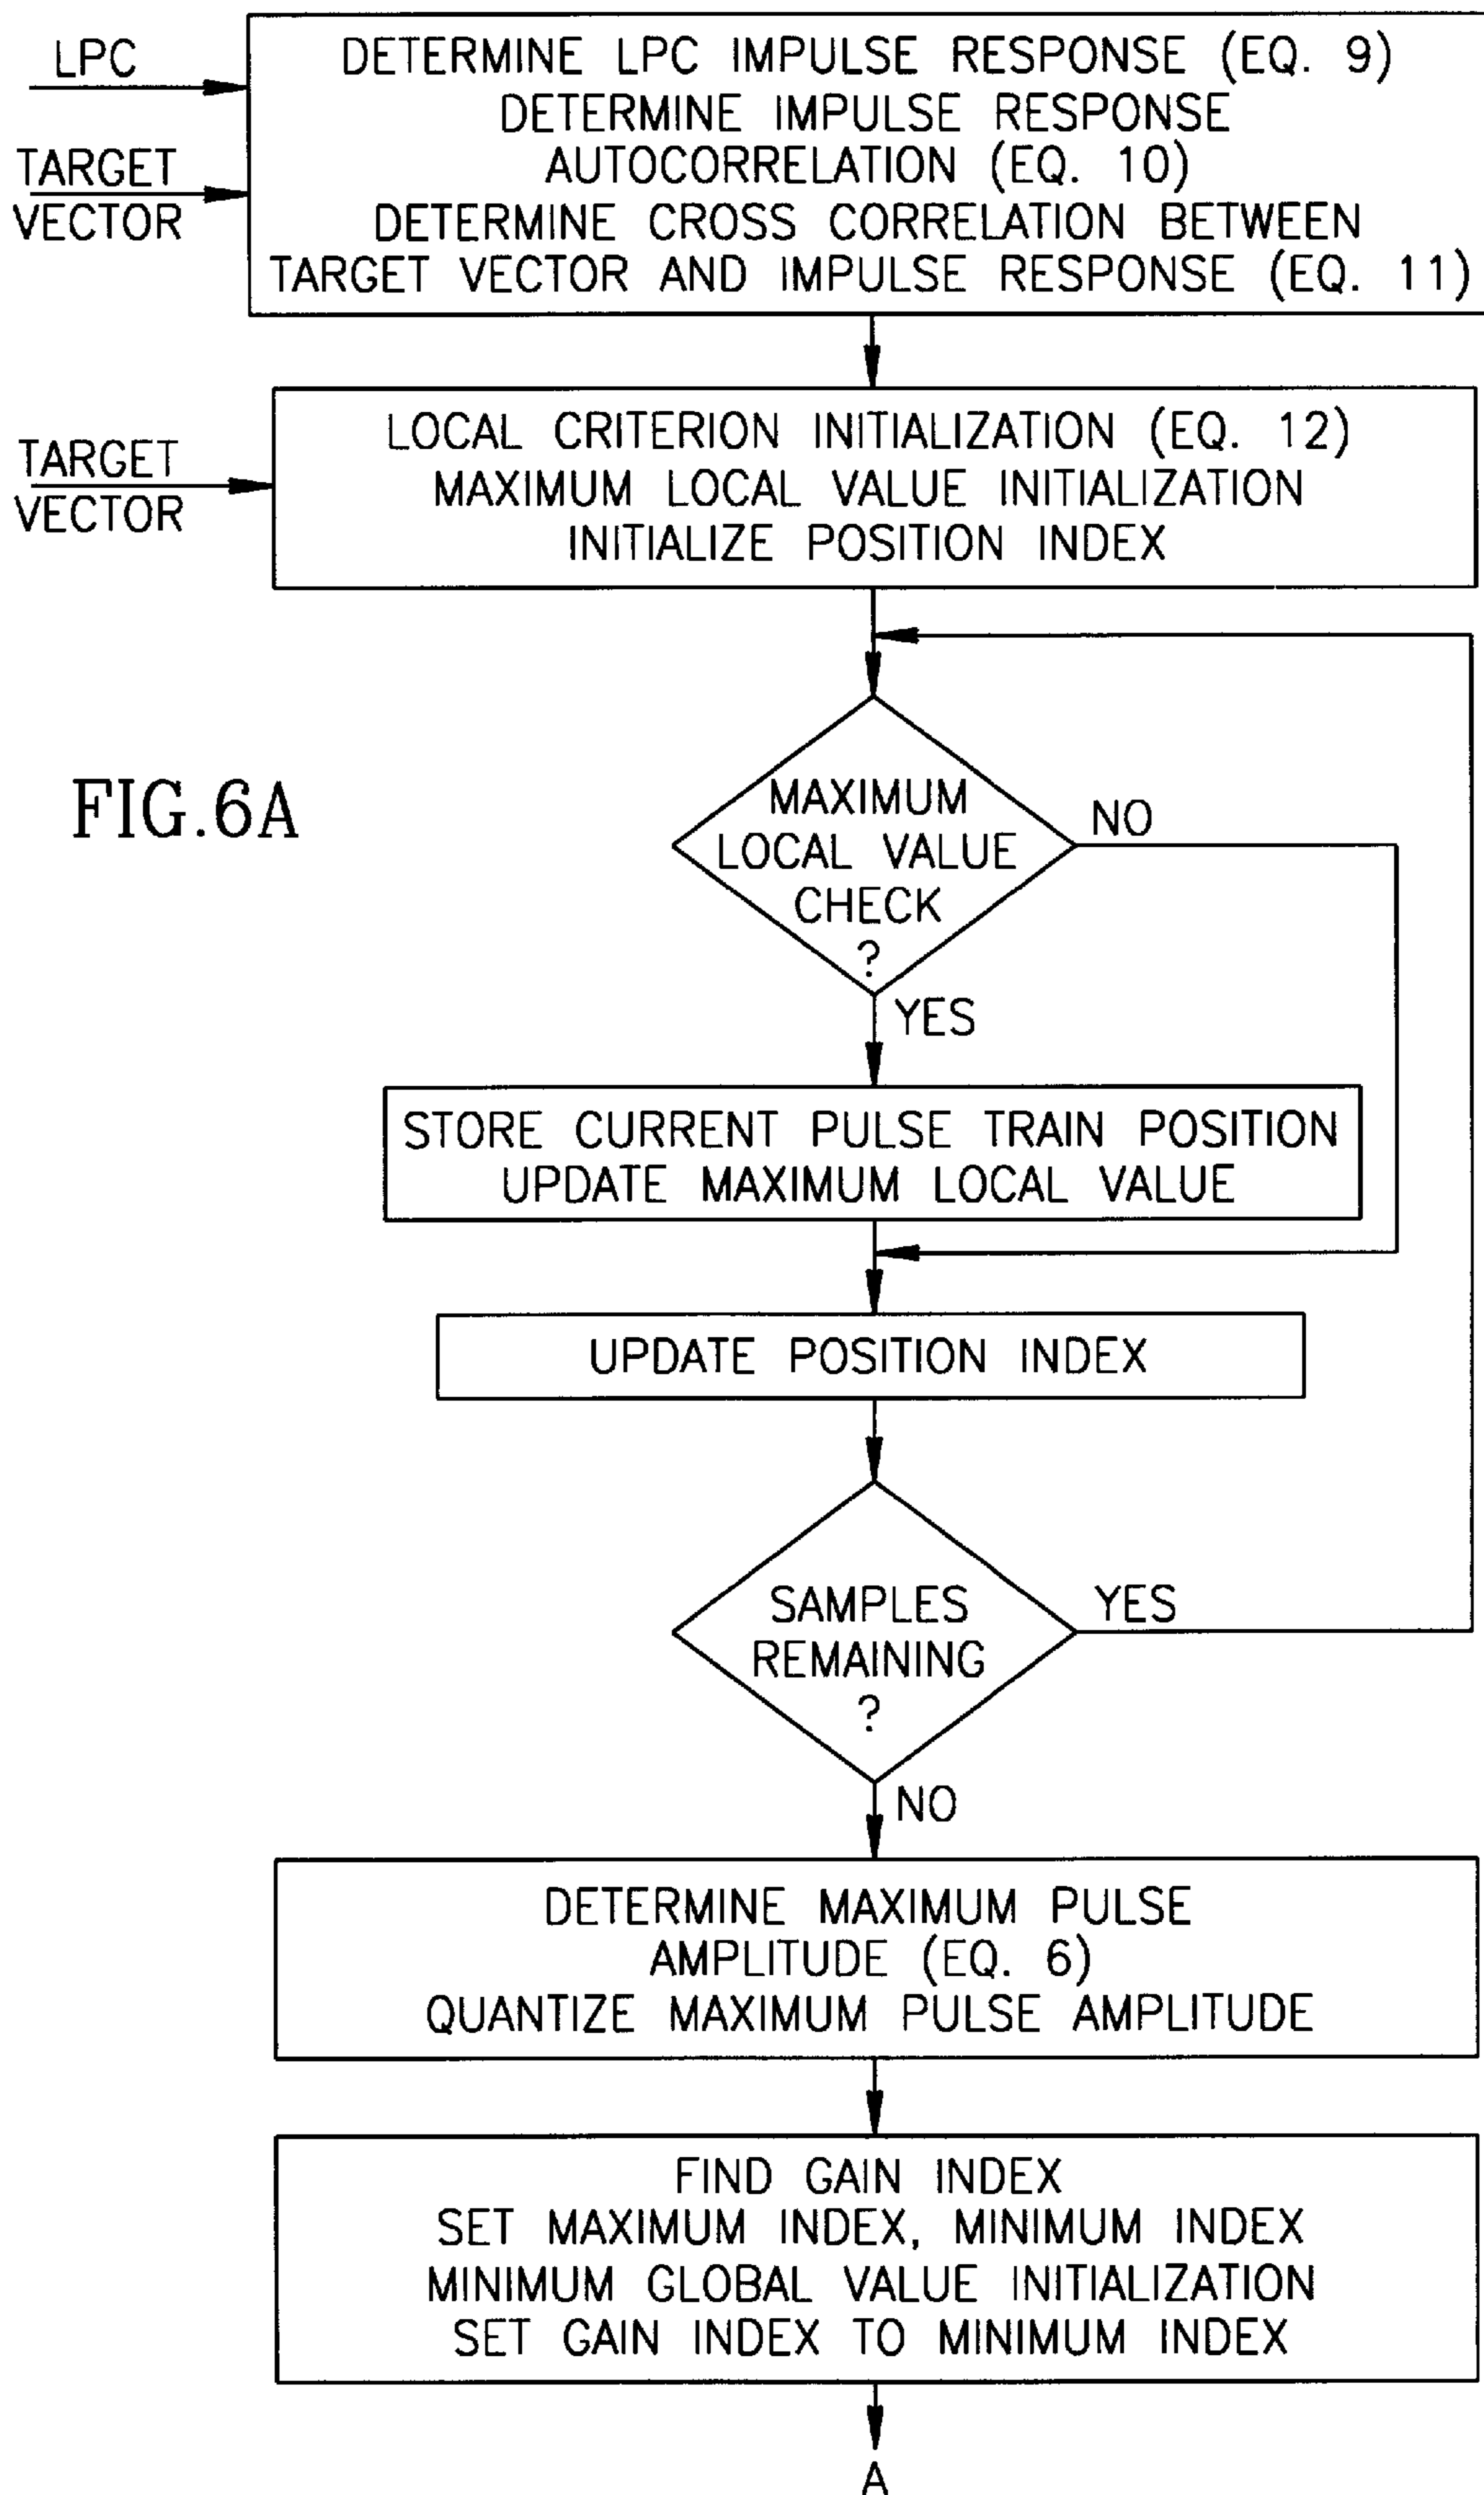 LPC
DETERMINE LPC IMPULSE RESPONSE (EQ. 9)
DETERMINE IMPULSE RESPONSE
AUTOCORRELATION (EQ. 10)
TARGET
VECTOR
DETERMINE CROSS CORRELATION BETWEEN
TARGET VECTOR AND IMPULSE RESPONSE (EQ. 11)
TARGET
VECTOR
LOCAL CRITERION INITIALIZATION (EQ. 12)
MAXIMUM LOCAL VALUE INITIALIZATION
INITIALIZE POSITION INDEX
FIG.6A
MAXIMUM
LOCAL VALUE
CHECK
?
NO
YES
STORE CURRENT PULSE TRAIN POSITION
UPDATE MAXIMUM LOCAL VALUE
UPDATE POSITION INDEX
SAMPLES
REMAINING
?
YES
NO
DETERMINE MAXIMUM PULSE
AMPLITUDE (EQ. 6)
QUANTIZE MAXIMUM PULSE AMPLITUDE
FIND GAIN INDEX
SET MAXIMUM INDEX, MINIMUM INDEX
MINIMUM GLOBAL VALUE INITIALIZATION
SET GAIN INDEX TO MINIMUM INDEX
A